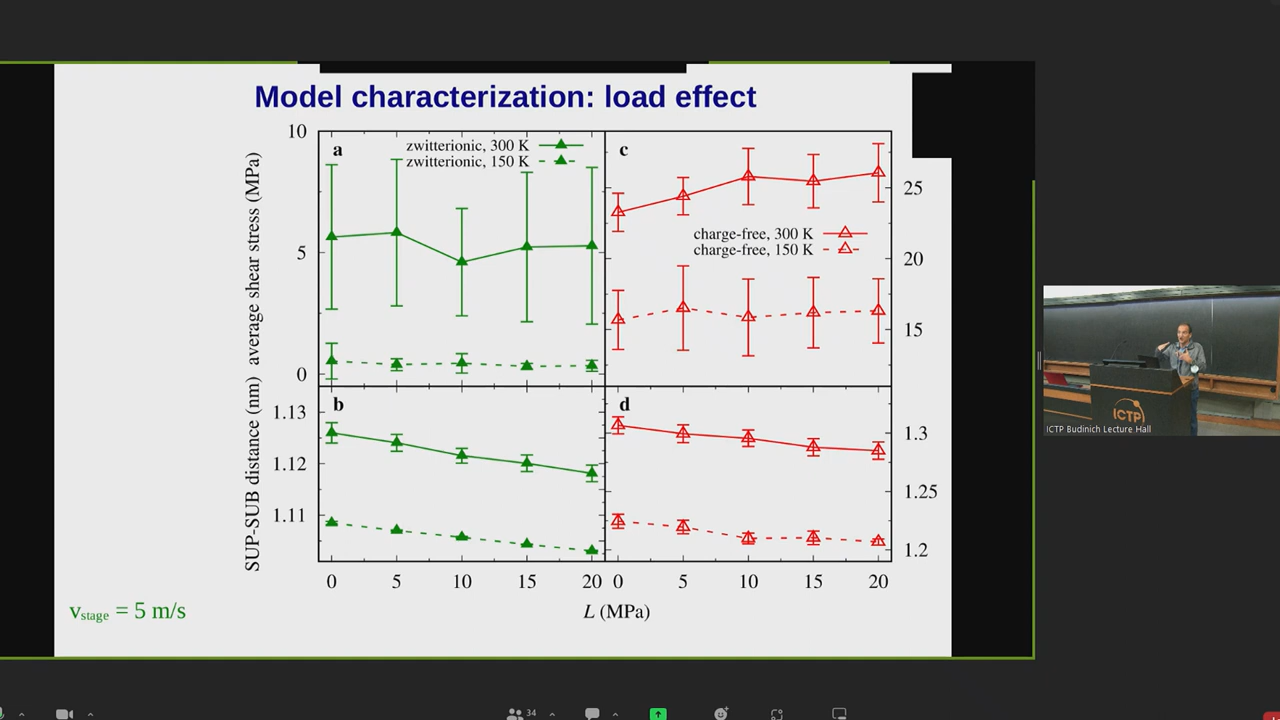 Model characterization: load effect
10
5
0
average shear stress (MPa)
a
zwitterionic, 300 K
zwitterionic, 150 K
c
charge-free, 300 K
charge-free, 150 K
25
20
15
SUP-SUB distance (nm)
1.13
1.12
1.11
b
d
1.3
1.25
1.2
0 5 10 15 20 0 5 10 15 20
L (MPa)
vstage = 5 m/s
ICTP
ICTP Budinich Lecture Hall
34